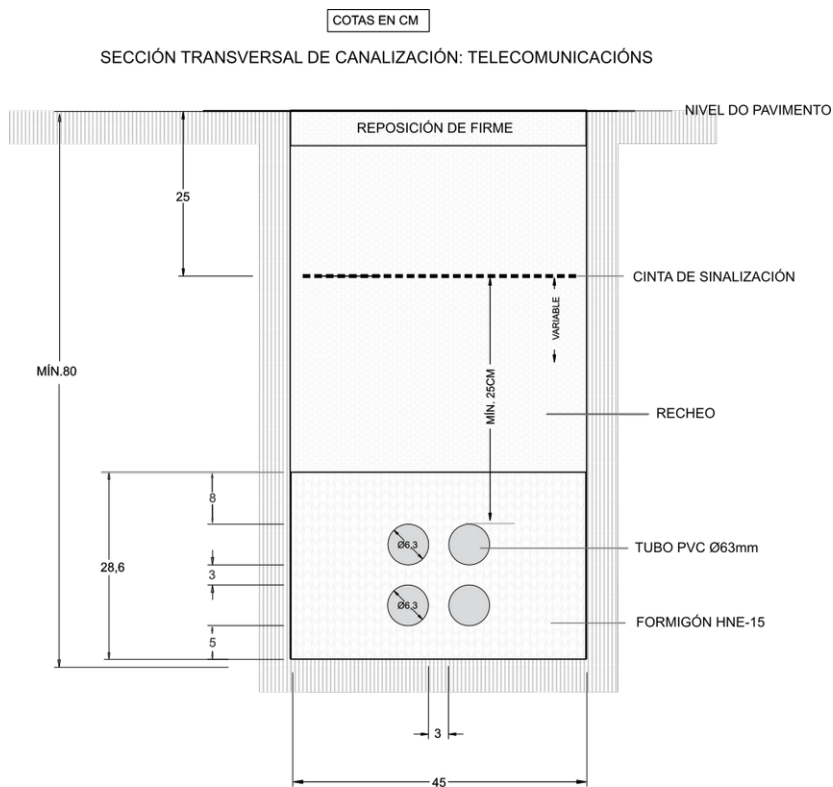 COTAS EN CM
SECCIÓN TRANSVERSAL DE CANALIZACIÓN: TELECOMUNICACIÓNS
NIVEL DO PAVIMENTO
REPOSICIÓN DE FIRME
25
CINTA DE SINALIZACIÓN
VARIABLE
MÍN.80
MÍN. 25CM
RECHEO
8
Ø6,3
TUBO PVC Ø63mm
28,6
3
Ø6,3
FORMIGÓN HNE-15
5
3
45